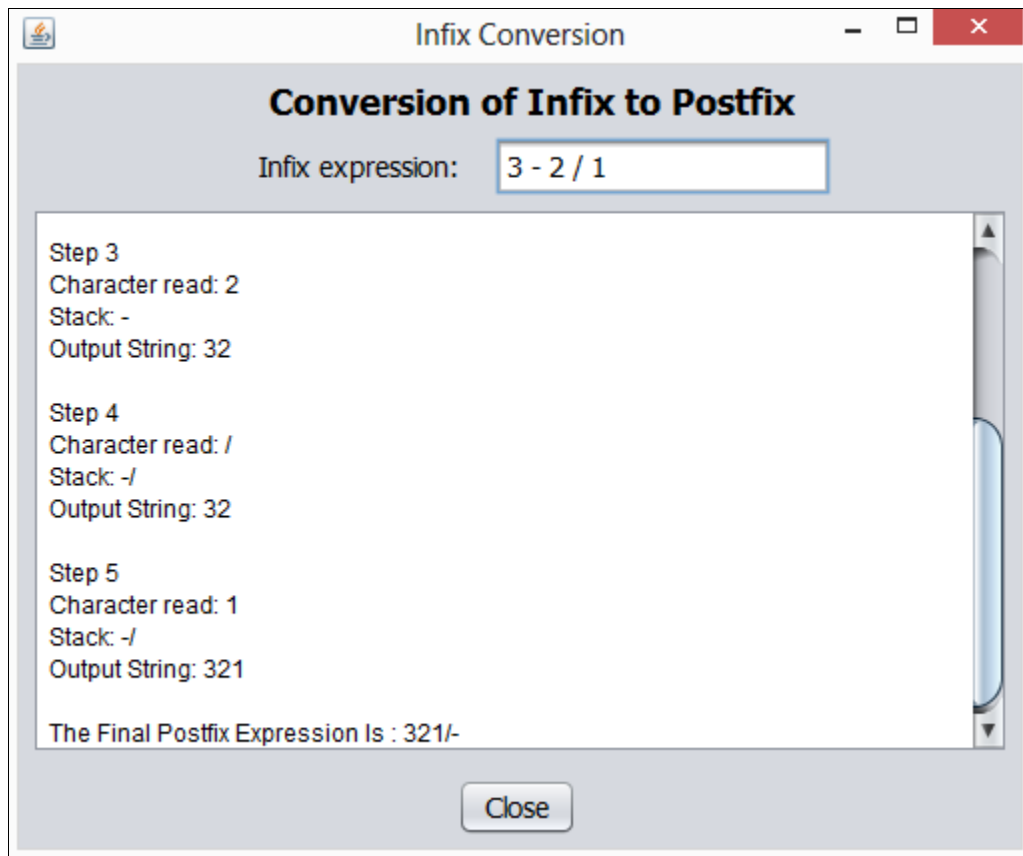 Infix Conversion
Conversion of Infix to Postfix
Infix expression: 3 - 2 / 1
Step 3
Character read: 2
Stack: -
Output String: 32
Step 4
Character read: /
Stack: -/
Output String: 32
Step 5
Character read: 1
Stack: -/
Output String: 321
The Final Postfix Expression Is : 321/-
Close